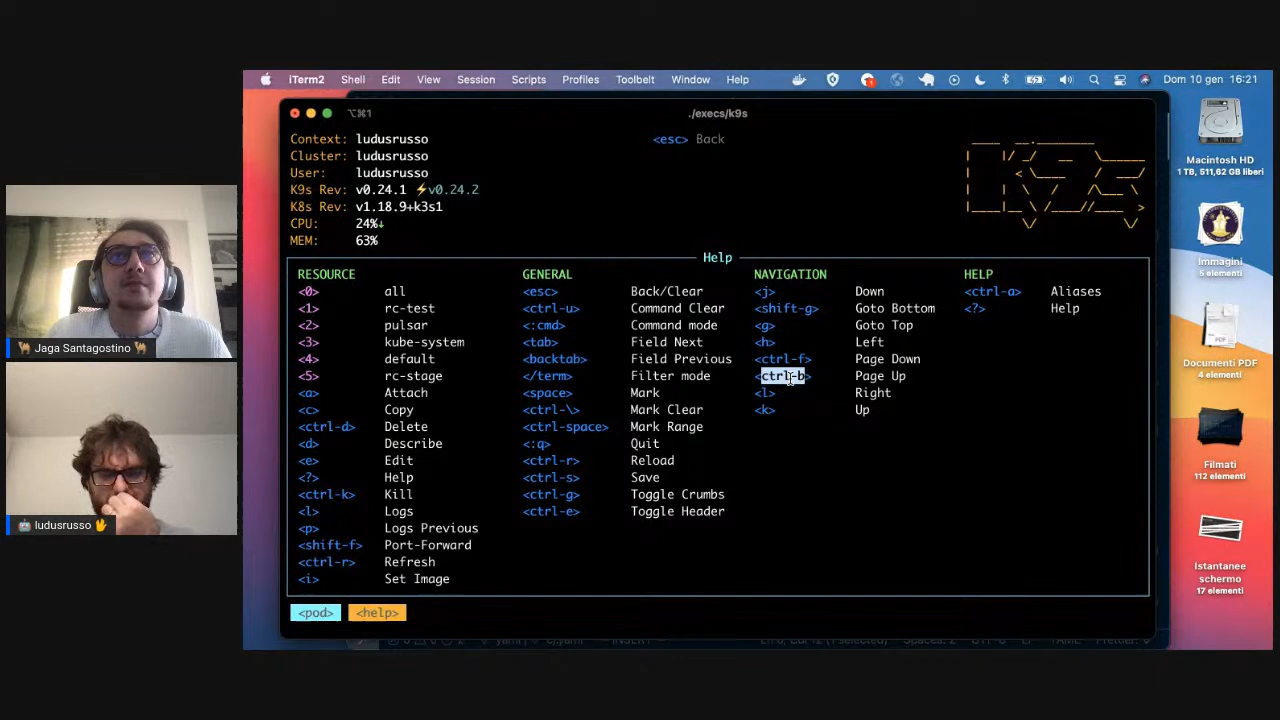 iTerm2 Shell Edit View Session Scripts Profiles Toolbelt Window Help Dom 10 gen 16:21
⌥⌘1 ./execs/k9s
Context: ludusrusso <esc> Back
Cluster: ludusrusso
User: ludusrusso
K9s Rev: v0.24.1 ⚡v0.24.2
K8s Rev: v1.18.9+k3s1
CPU: 24%↓
MEM: 63%
Help
RESOURCE GENERAL NAVIGATION HELP
<0> all <esc> Back/Clear <j> Down <ctrl-a> Aliases
<1> rc-test <ctrl-u> Command Clear <shift-g> Goto Bottom <?> Help
<2> pulsar <:cmd> Command mode <g> Goto Top
<3> kube-system <tab> Field Next <h> Left
<4> default <backtab> Field Previous <ctrl-f> Page Down
<5> rc-stage </term> Filter mode <ctrl-b> Page Up
<a> Attach <space> Mark <l> Right
<c> Copy <ctrl-\> Mark Clear <k> Up
<ctrl-d> Delete <ctrl-space> Mark Range
<d> Describe <:q> Quit
<e> Edit <ctrl-r> Reload
<?> Help <ctrl-s> Save
<ctrl-k> Kill <ctrl-g> Toggle Crumbs
<l> Logs <ctrl-e> Toggle Header
<p> Logs Previous
<shift-f> Port-Forward
<ctrl-r> Refresh
<i> Set Image
<pod> <help>
Macintosh HD
1 TB, 511,62 GB liberi
Immagini
5 elementi
Documenti PDF
4 elementi
Filmati
112 elementi
Istantanee
schermo
17 elementi
🐫 Jaga Santagostino 🐫
🤖 ludusrusso 🖖